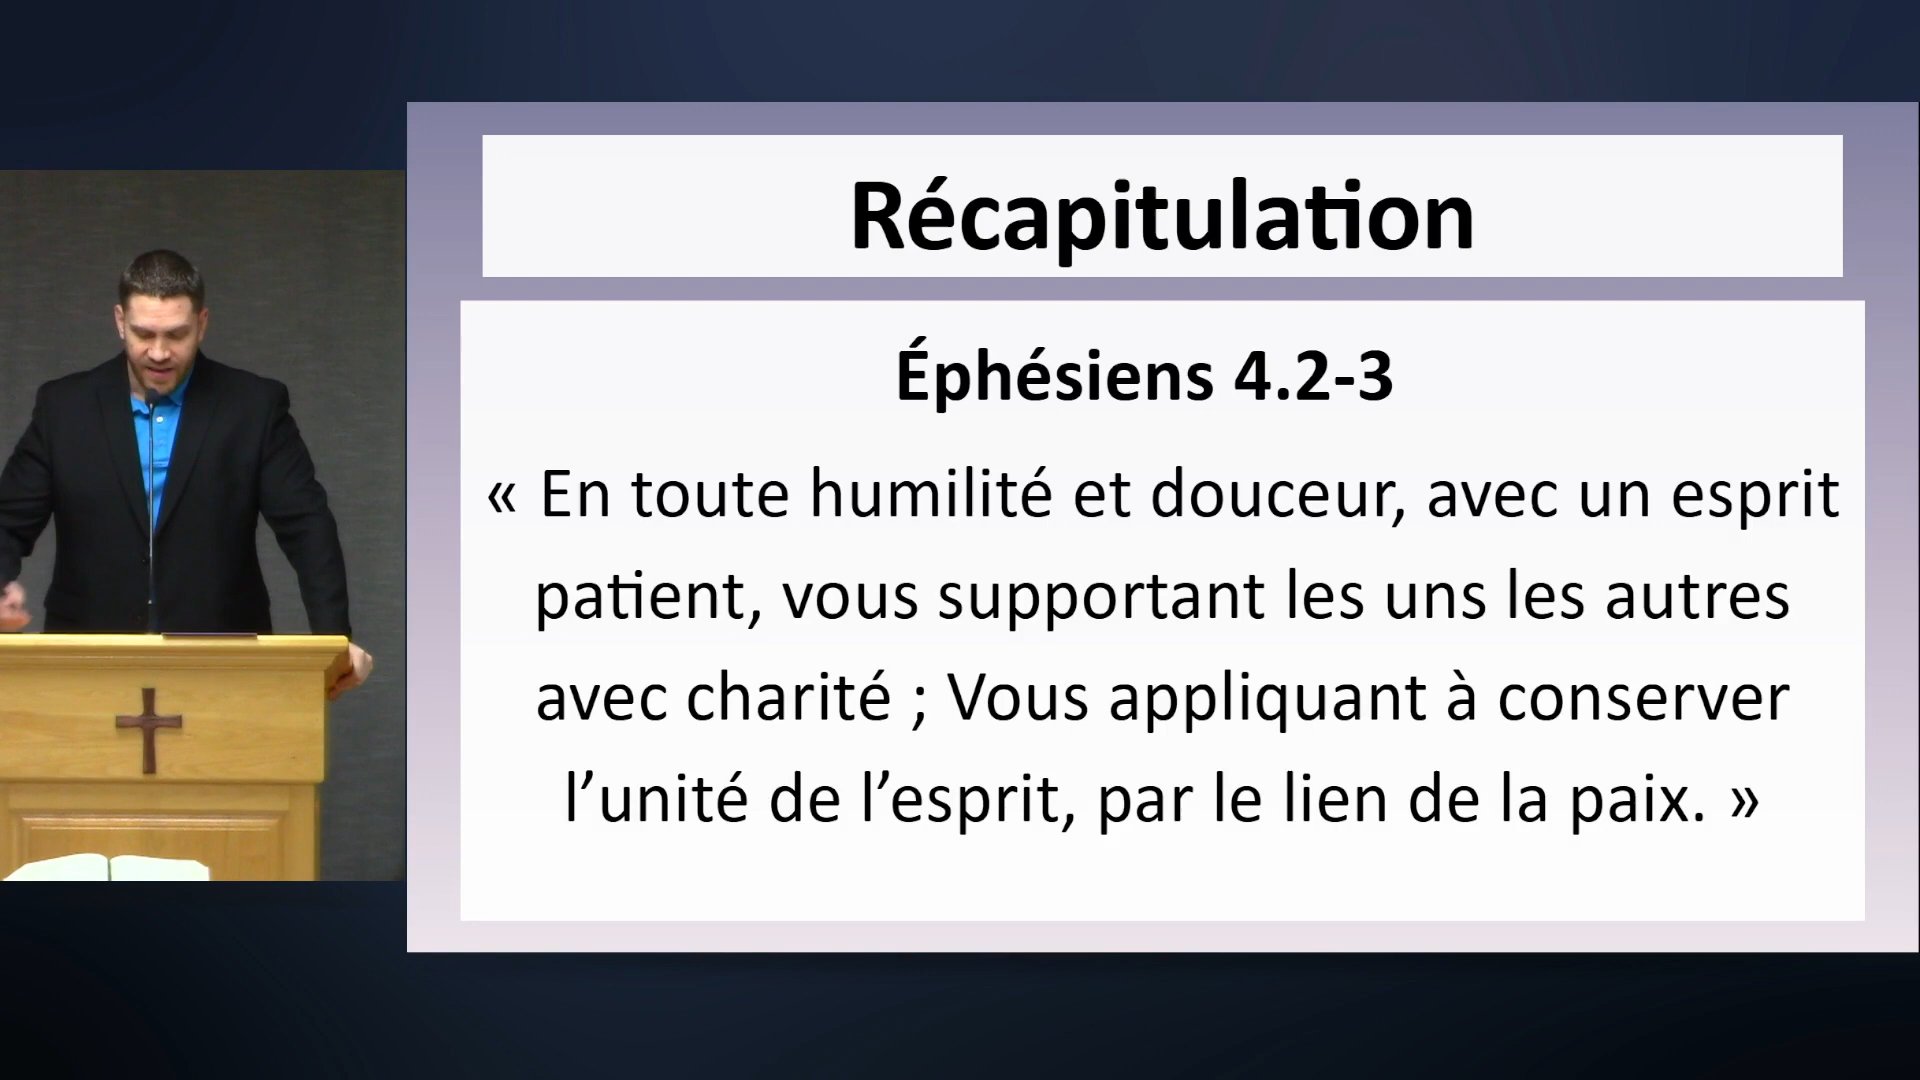 Récapitulation
Éphésiens 4.2-3
« En toute humilité et douceur, avec un esprit
patient, vous supportant les uns les autres
avec charité ; Vous appliquant à conserver
l’unité de l’esprit, par le lien de la paix. »